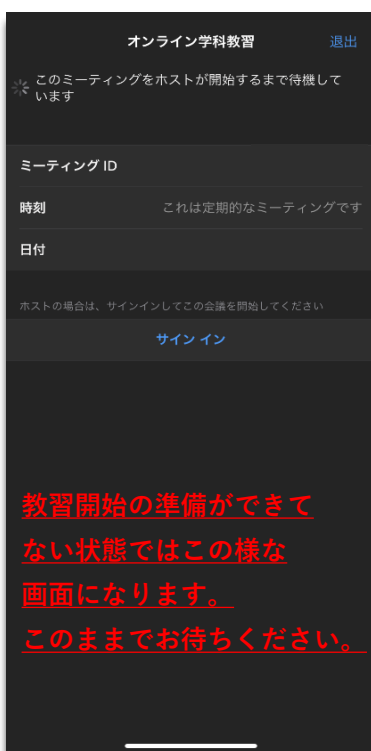 オンライン学科教習 退出
このミーティングをホストが開始するまで待機して
います
ミーティング ID
時刻 これは定期的なミーティングです
日付
ホストの場合は、サインインしてこの会議を開始してください
サイン イン
教習開始の準備ができて
ない状態ではこの様な
画面になります。
このままでお待ちください。